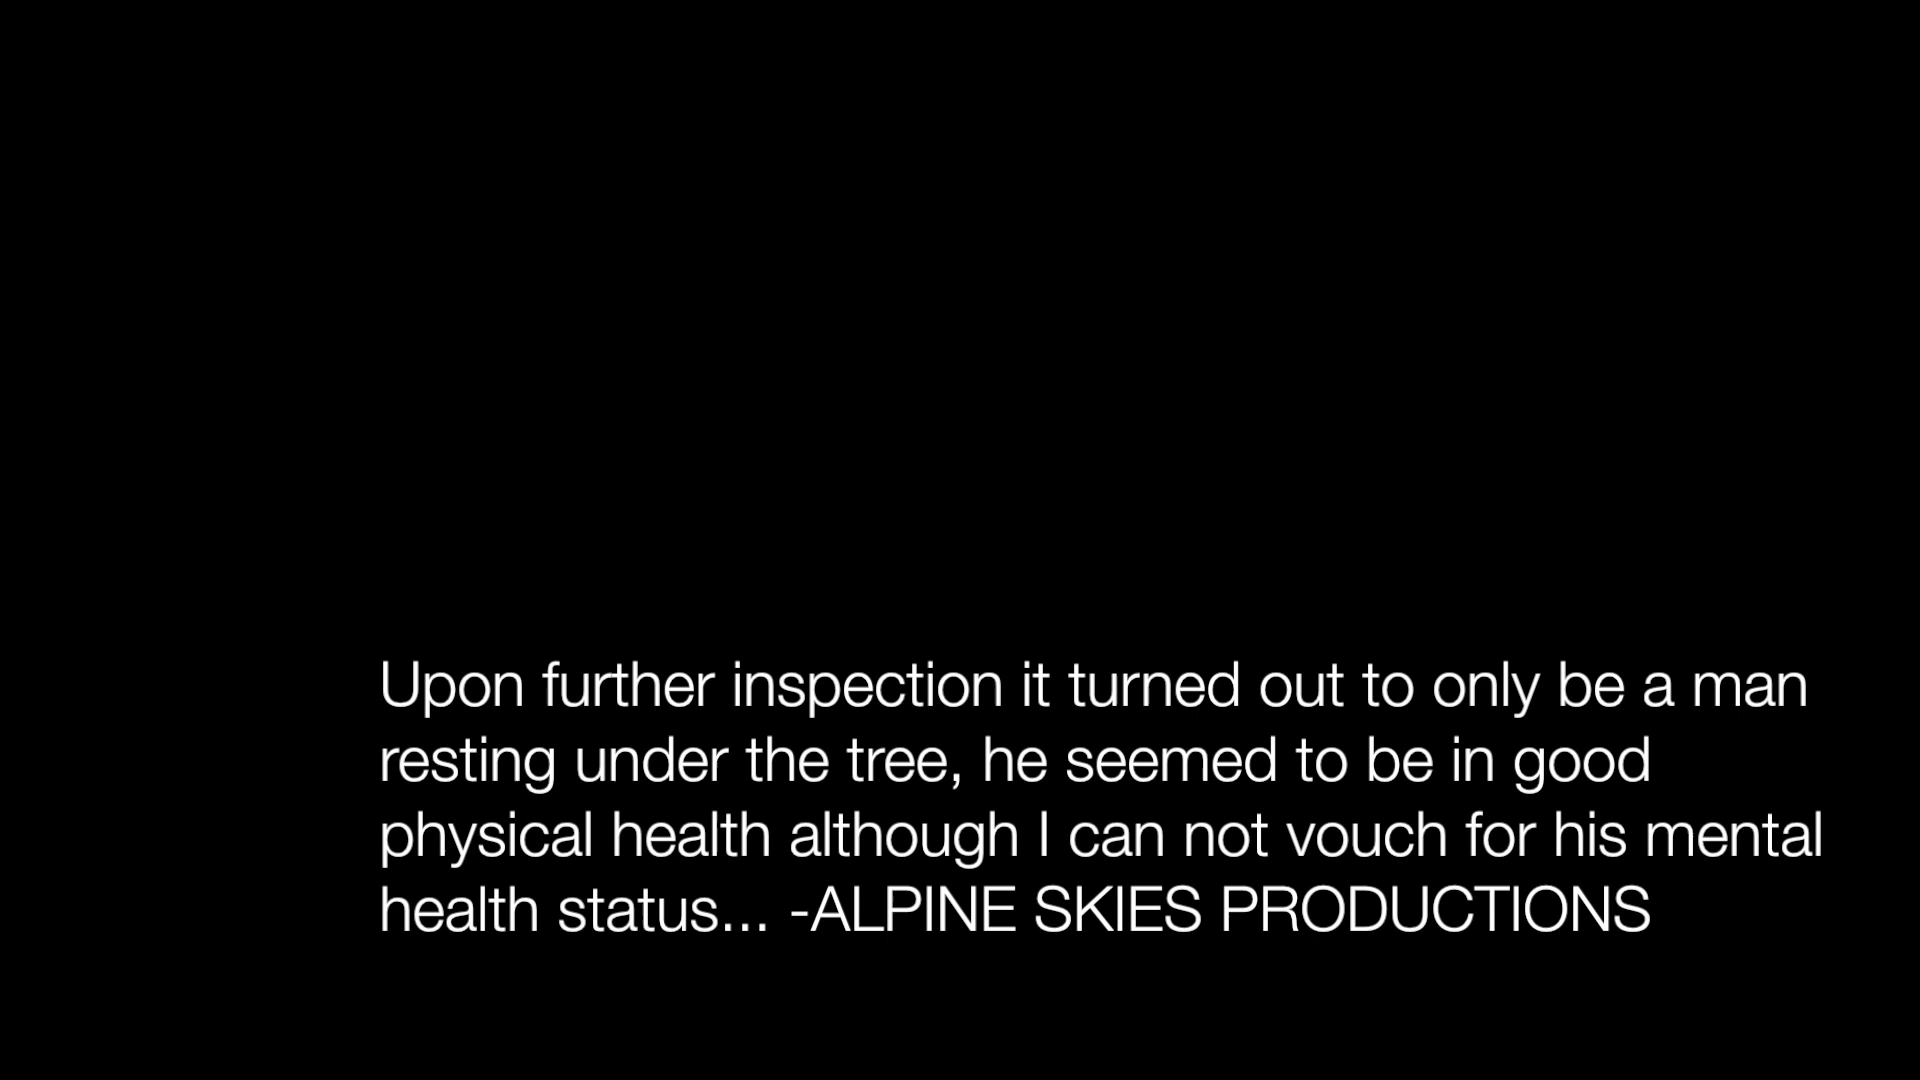 Upon further inspection it turned out to only be a man
resting under the tree, he seemed to be in good
physical health although I can not vouch for his mental
health status... -ALPINE SKIES PRODUCTIONS